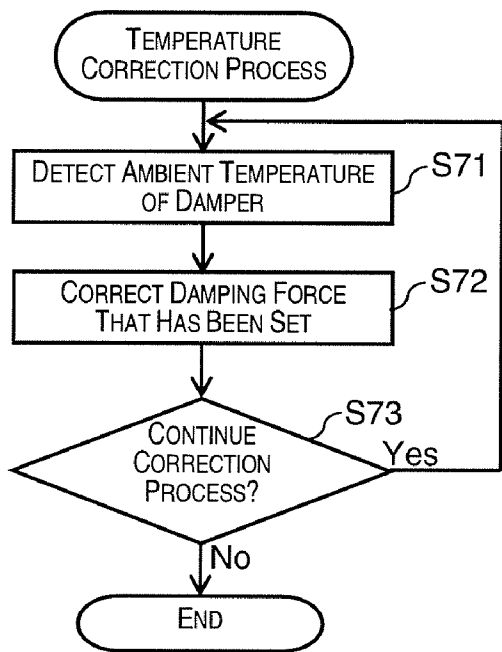 TEMPERATURE
CORRECTION PROCESS
DETECT AMBIENT TEMPERATURE
OF DAMPER
S71
CORRECT DAMPING FORCE
THAT HAS BEEN SET
S72
CONTINUE
CORRECTION
PROCESS?
S73
Yes
No
END